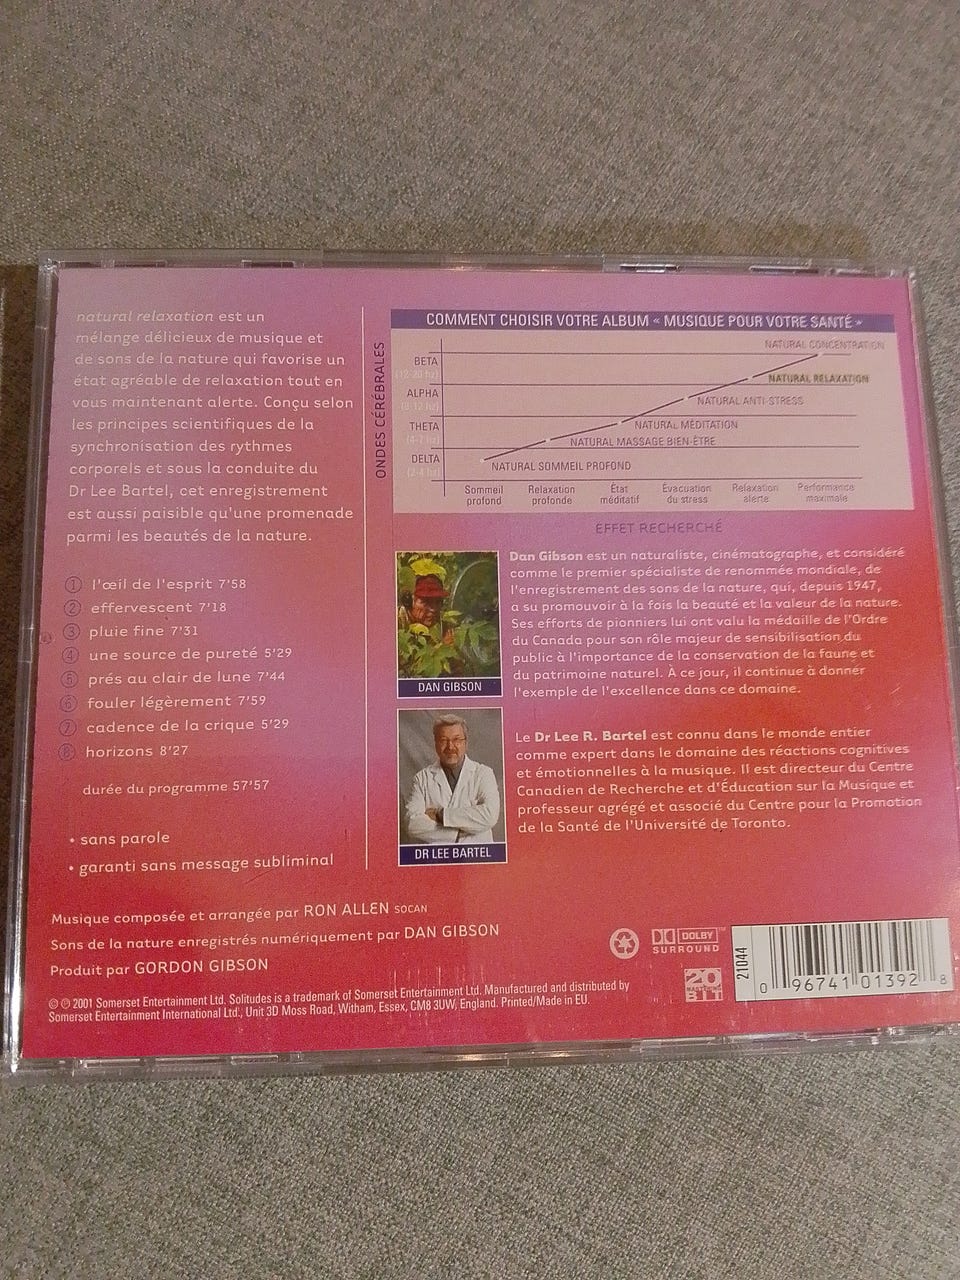 natural relaxation est un
mélange délicieux de musique et
de sons de la nature qui favorise un
état agréable de relaxation tout en
vous maintenant alerte. Conçu selon
les principes scientifiques de la
synchronisation des rythmes
corporels et sous la conduite du
Dr Lee Bartel, cet enregistrement
est aussi paisible qu'une promenade
parmi les beautés de la nature.
1 l'œil de l'esprit 7'58
2 effervescent 7'18
3 pluie fine 7'31
4 une source de pureté 5'29
5 prés au clair de lune 7'44
6 fouler légèrement 7'59
7 cadence de la crique 5'29
8 horizons 8'27
durée du programme 57'57
• sans parole
• garanti sans message subliminal
COMMENT CHOISIR VOTRE ALBUM « MUSIQUE POUR VOTRE SANTÉ »
ONDES CÉRÉBRALES
BETA
(12-20 hz)
ALPHA
(8-12 hz)
THETA
(4-7 hz)
DELTA
(2-4 hz)
NATURAL CONCENTRATION
NATURAL RELAXATION
NATURAL ANTI-STRESS
NATURAL MÉDITATION
NATURAL MASSAGE BIEN-ÊTRE
NATURAL SOMMEIL PROFOND
Sommeil profond
Relaxation profonde
État méditatif
Évacuation du stress
Relaxation alerte
Performance maximale
EFFET RECHERCHÉ
DAN GIBSON
Dan Gibson est un naturaliste, cinématographe, et considéré
comme le premier spécialiste de renommée mondiale, de
l'enregistrement des sons de la nature, qui, depuis 1947,
a su promouvoir à la fois la beauté et la valeur de la nature.
Ses efforts de pionniers lui ont valu la médaille de l'Ordre
du Canada pour son rôle majeur de sensibilisation du
public à l'importance de la conservation de la faune et
du patrimoine naturel. À ce jour, il continue à donner
l'exemple de l'excellence dans ce domaine.
DR LEE BARTEL
Le Dr Lee R. Bartel est connu dans le monde entier
comme expert dans le domaine des réactions cognitives
et émotionnelles à la musique. Il est directeur du Centre
Canadien de Recherche et d'Éducation sur la Musique et
professeur agrégé et associé du Centre pour la Promotion
de la Santé de l'Université de Toronto.
Musique composée et arrangée par RON ALLEN SOCAN
Sons de la nature enregistrés numériquement par DAN GIBSON
Produit par GORDON GIBSON
© ℗ 2001 Somerset Entertainment Ltd. Solitudes is a trademark of Somerset Entertainment Ltd. Manufactured and distributed by
Somerset Entertainment International Ltd., Unit 3D Moss Road, Witham, Essex, CM8 3UW, England. Printed/Made in EU.
DOLBY
SURROUND
20
BIT
21044
0 96741 01392 8